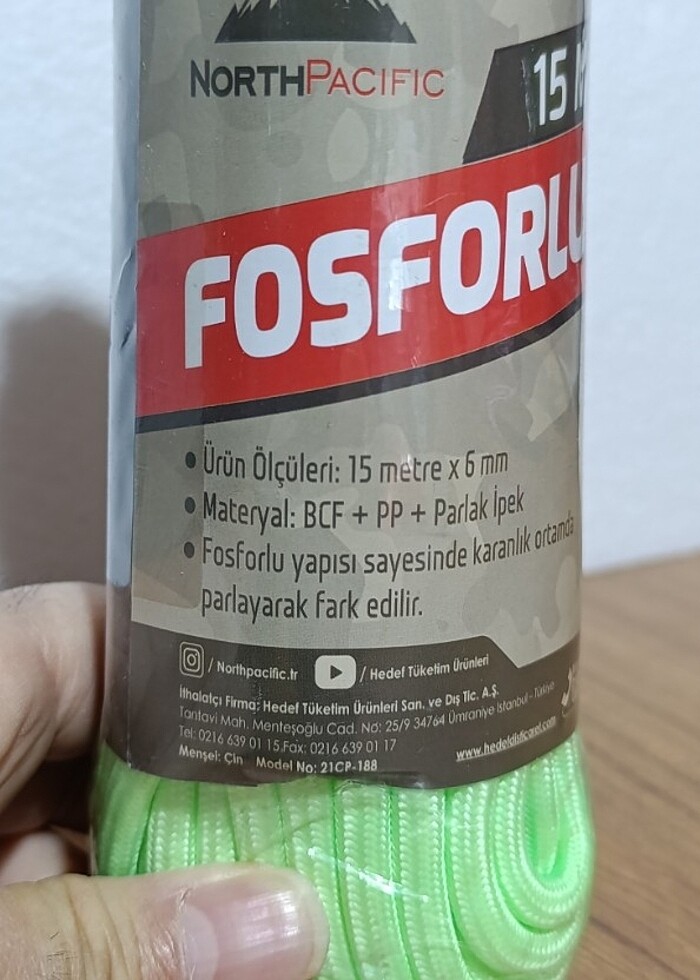 NORTHPACIFIC
15
FOSFORLU
• Ürün Ölçüleri: 15 metre x 6 mm
• Materyal: BCF + PP + Parlak İpek
• Fosforlu yapısı sayesinde karanlık ortamda
parlayarak fark edilir.
/ Northpacific.tr / Hedef Tüketim Ürünleri
İthalatçı Firma: Hedef Tüketim Ürünleri San. ve Dış Tic. A.Ş.
Tantavi Mah. Menteşoğlu Cad. No: 25/9 34764 Ümraniye İstanbul - Türkiye
Tel: 0216 639 01 15 Fax: 0216 639 01 17
www.hedefdisticaret.com
Menşei: Çin Model No: 21CP-188